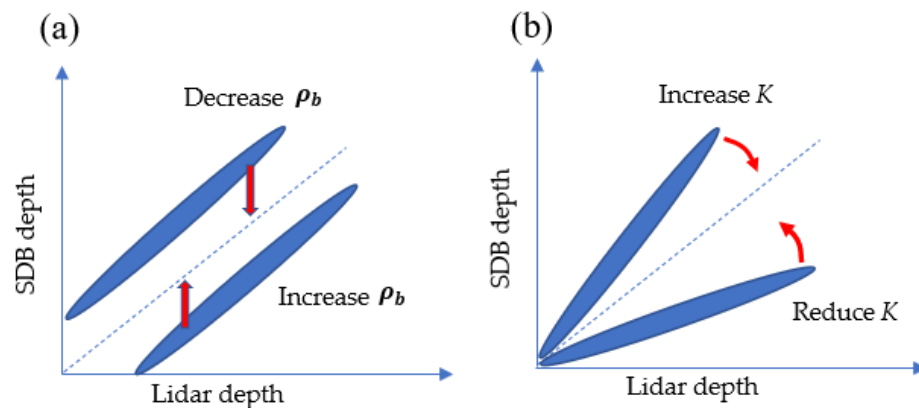 (a)
Decrease ρb
SDB depth
Increase ρb
Lidar depth
(b)
Increase K
SDB depth
Reduce K
Lidar depth